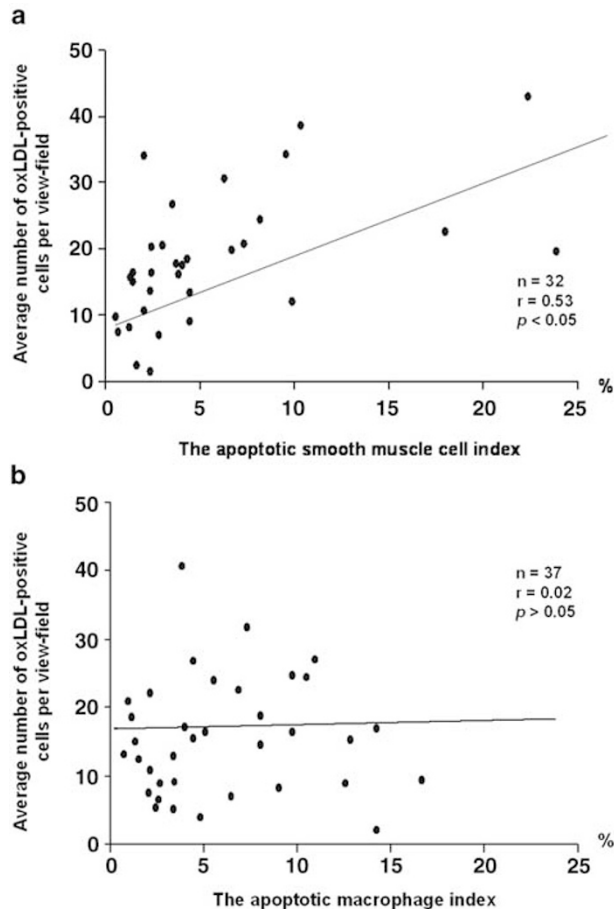 a
50
40
30
20
10
0
Average number of oxLDL-positive
cells per view-field
n = 32
r = 0.53
p < 0.05
%
0
5
10
15
20
25
The apoptotic smooth muscle cell index
b
50
40
30
20
10
0
Average number of oxLDL-positive
cells per view-field
n = 37
r = 0.02
p > 0.05
%
0
5
10
15
20
25
The apoptotic macrophage index